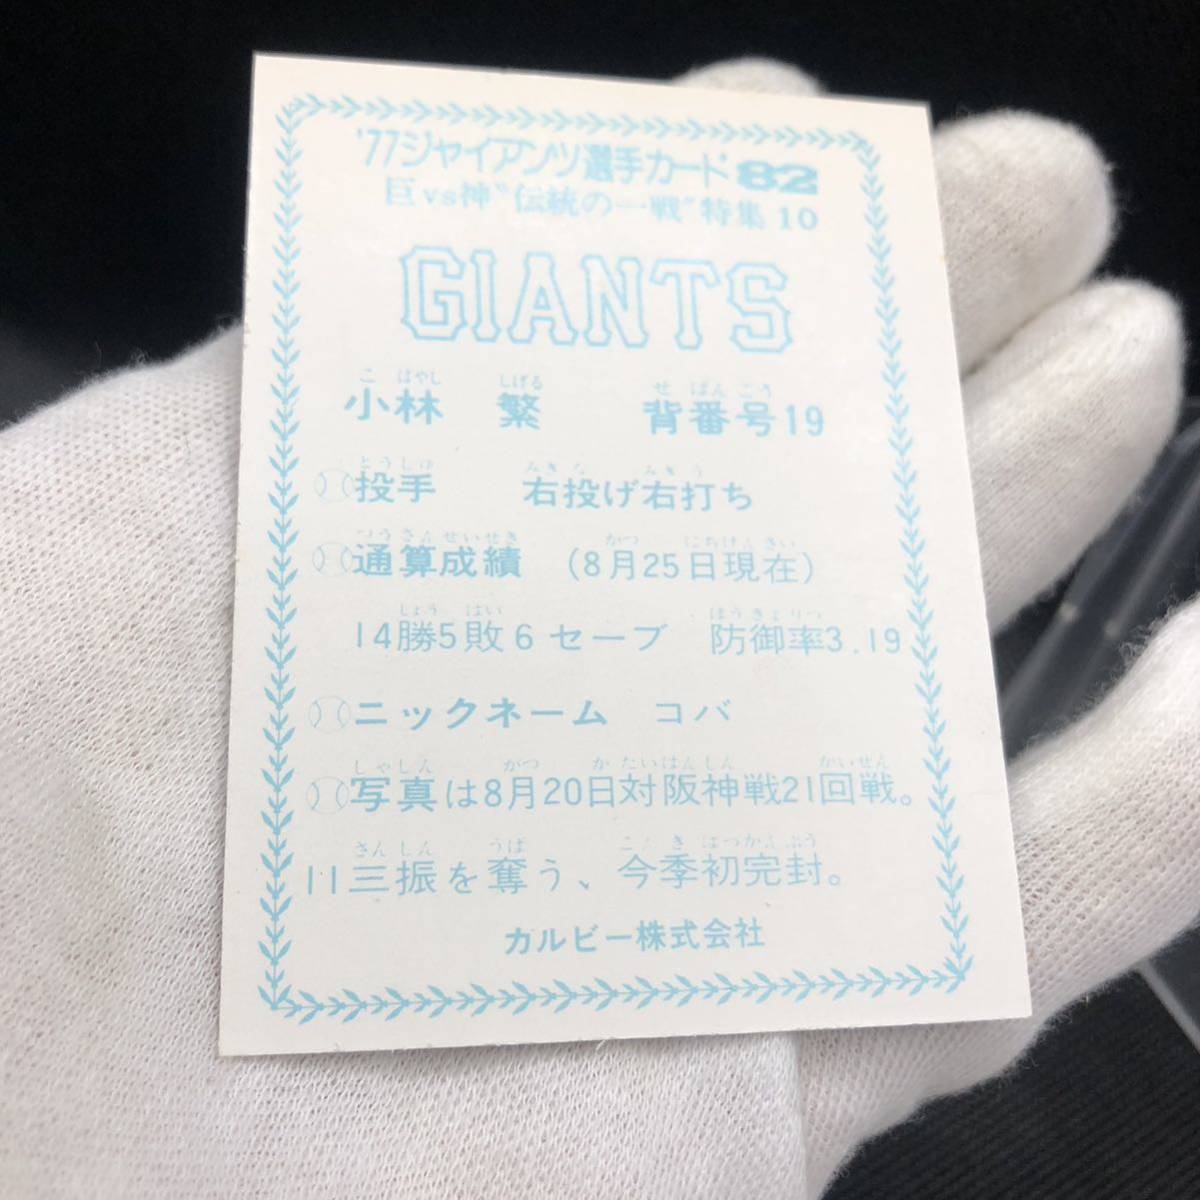 '77ジャイアンツ選手カード82
巨vs神"伝統の一戦"特集10
GIANTS
こばやし しげる せばんごう
小林 繁 背番号19
とうしゅ みぎな みぎう
投手 右投げ右打ち
つうさんせいせき がつ にちげんざい
通算成績 (8月25日現在)
しょう はい ぼうぎょりつ
14勝5敗6セーブ 防御率3.19
ニックネーム コバ
しゃしん がつ か たいはんしん かいせん
写真は8月20日対阪神戦21回戦。
さんしん うば こんき はつかんぷう
11三振を奪う、今季初完封。
カルビー株式会社